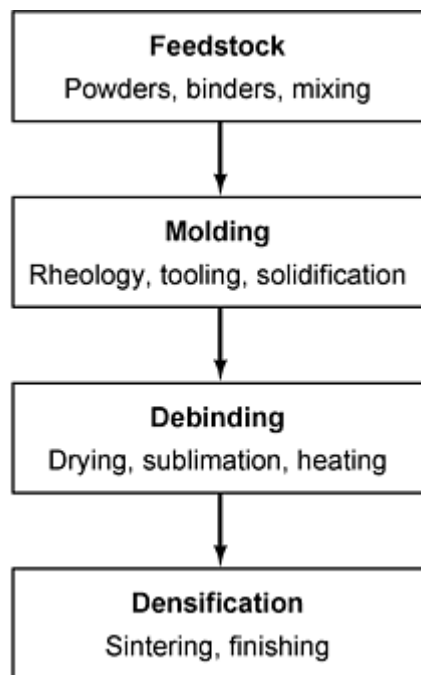 Feedstock
Powders, binders, mixing
Molding
Rheology, tooling, solidification
Debinding
Drying, sublimation, heating
Densification
Sintering, finishing